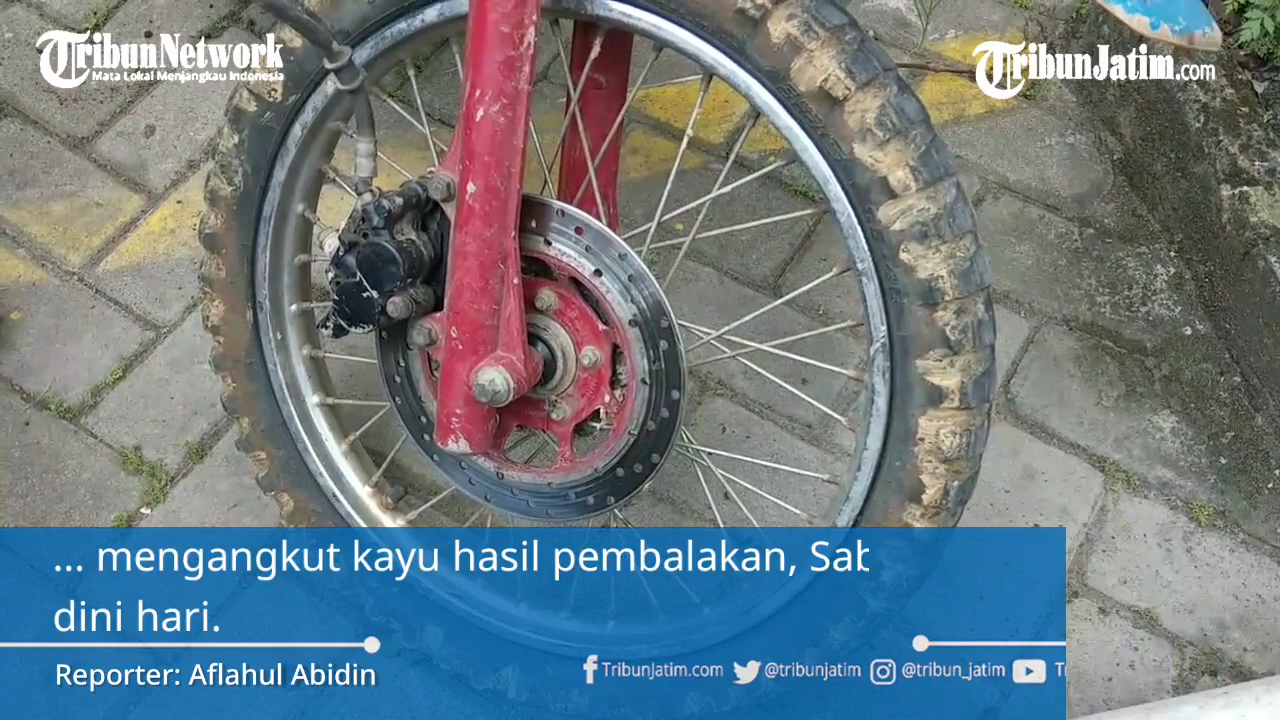 TribunNetwork
Mata Lokal Menjangkau Indonesia
TribunJatim.com
... mengangkut kayu hasil pembalakan,
dini hari.
Reporter: Aflahul Abidin
TribunJatim.com @tribunjatim @tribun_jatim